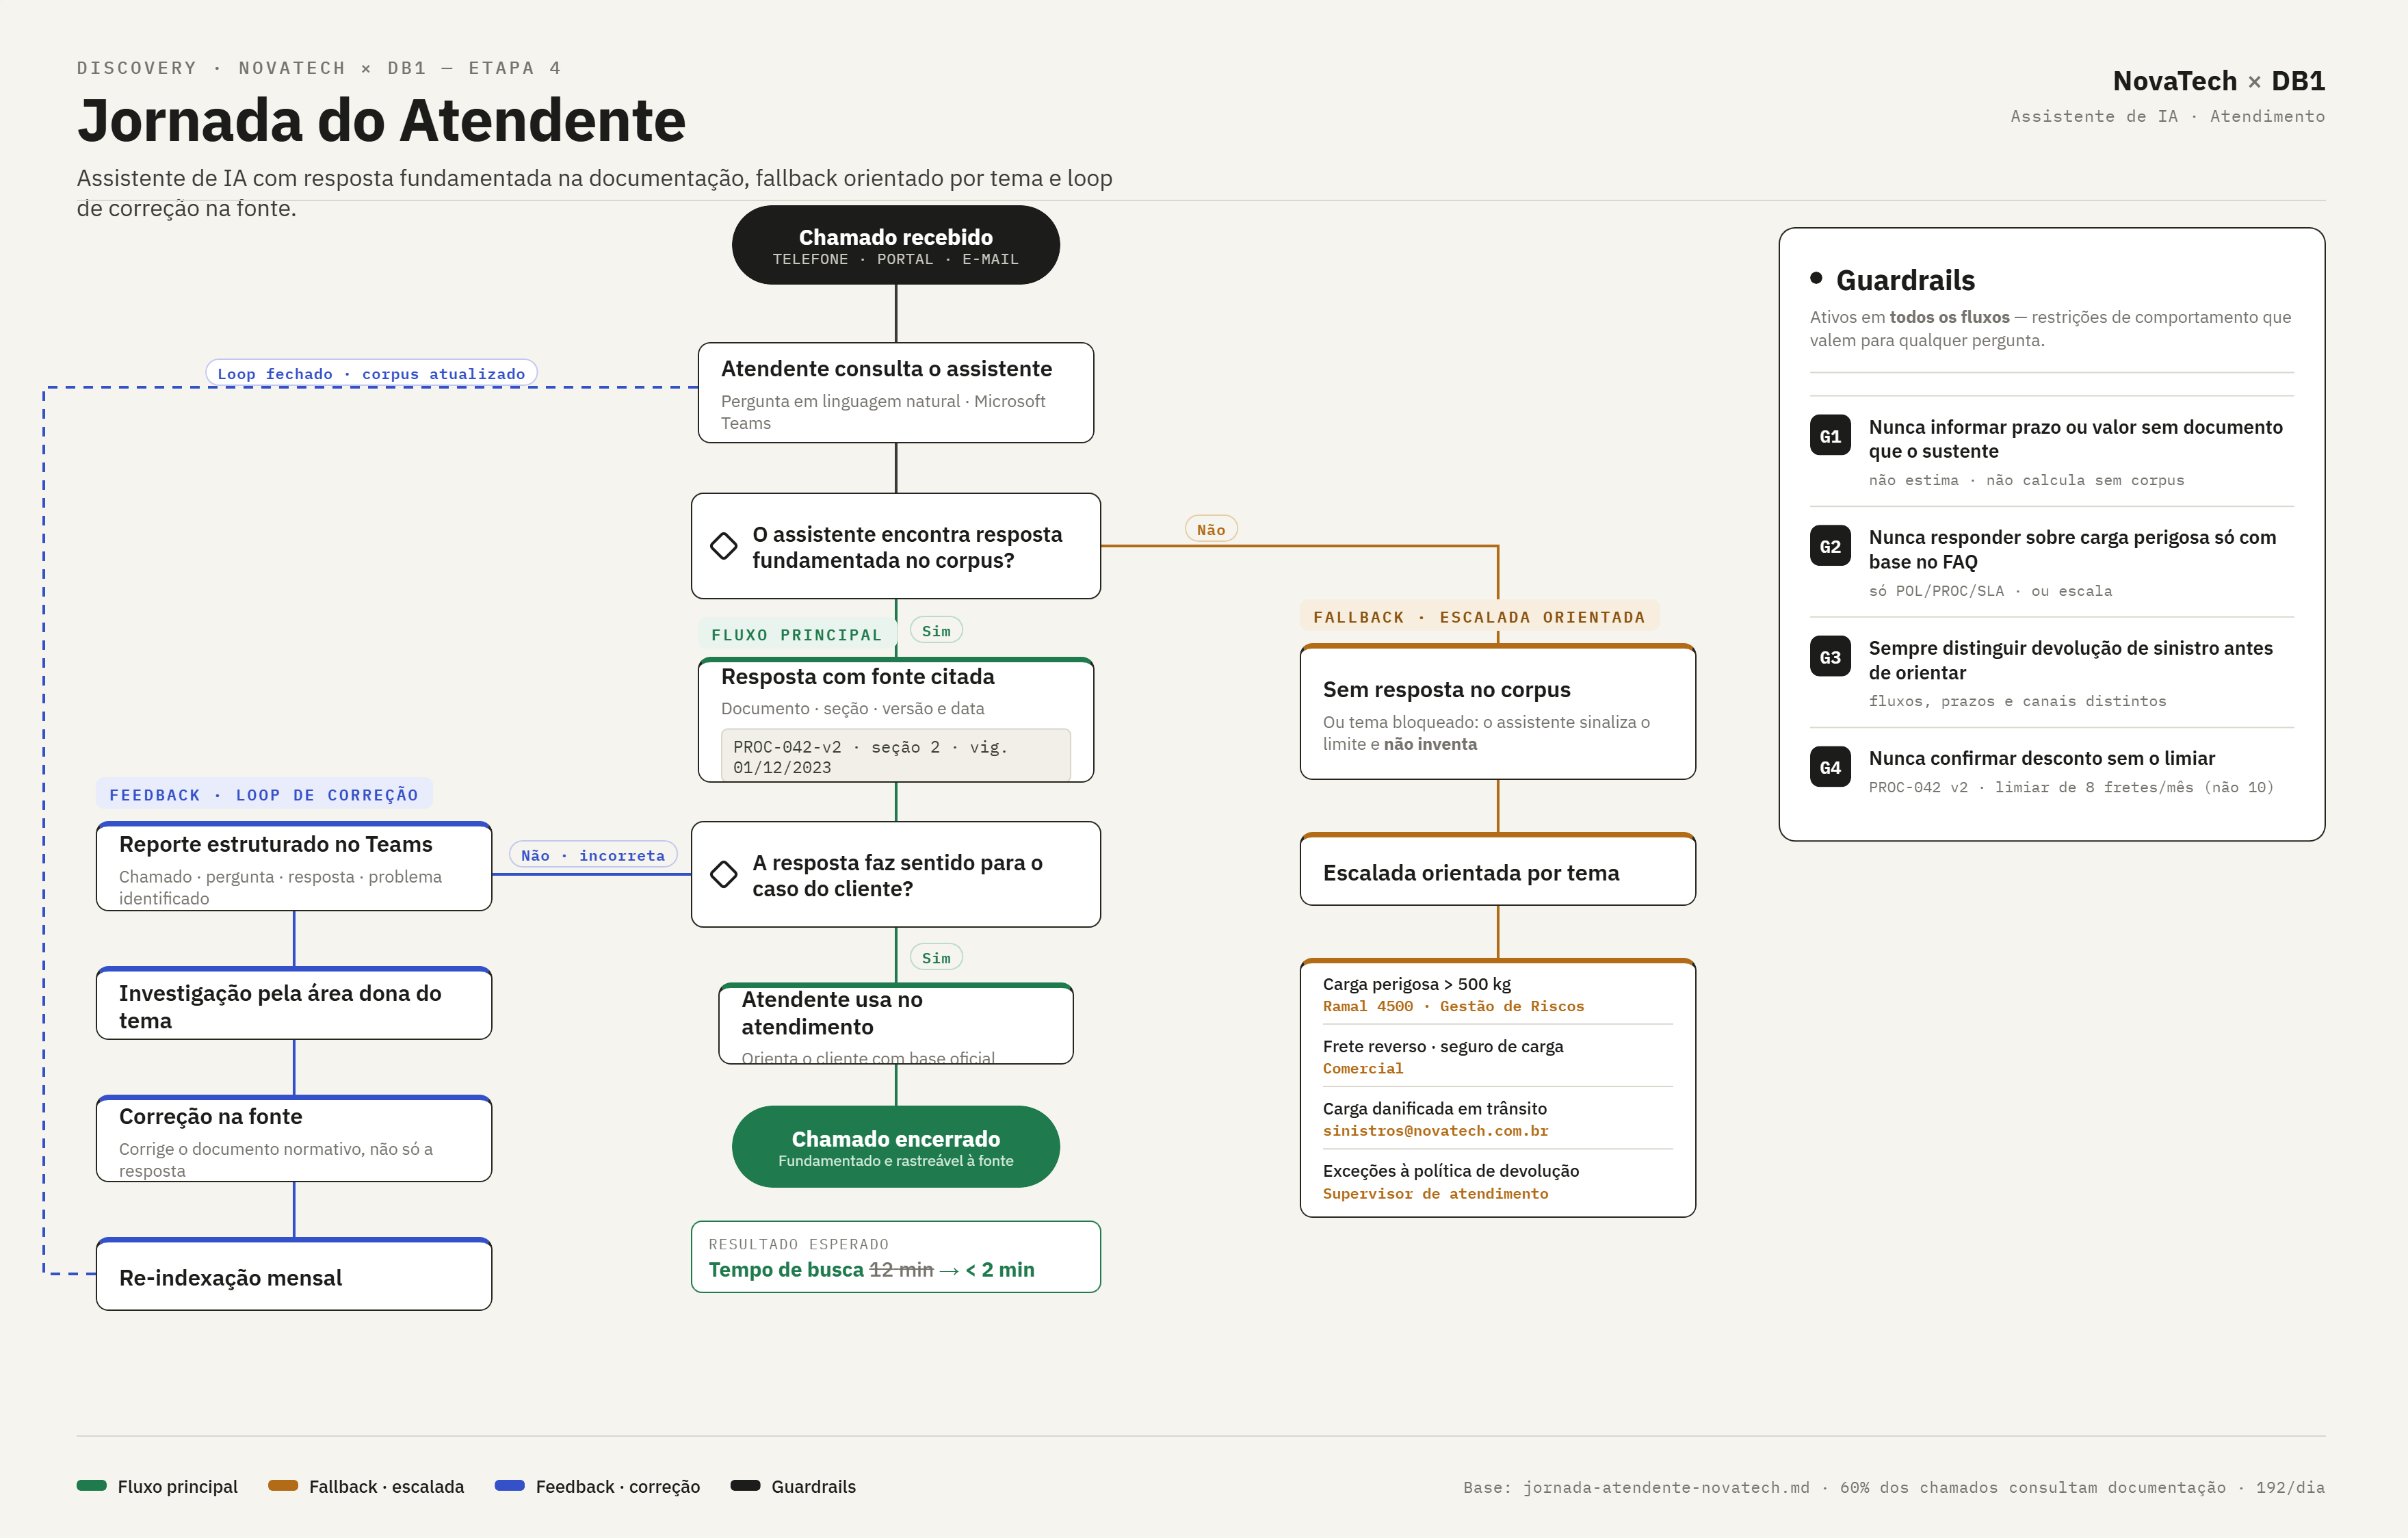 DISCOVERY · NOVATECH × DB1 — ETAPA 4
Jornada do Atendente
Assistente de IA com resposta fundamentada na documentação, fallback orientado por tema e loop
de correção na fonte.
NovaTech × DB1
Assistente de IA · Atendimento
Chamado recebido
TELEFONE · PORTAL · E-MAIL
Loop fechado · corpus atualizado
Atendente consulta o assistente
Pergunta em linguagem natural · Microsoft
Teams
O assistente encontra resposta
fundamentada no corpus?
Não
FLUXO PRINCIPAL
Sim
Resposta com fonte citada
Documento · seção · versão e data
PROC-042-v2 · seção 2 · vig.
01/12/2023
A resposta faz sentido para o
caso do cliente?
Sim
Atendente usa no
atendimento
Orienta o cliente com base oficial
Chamado encerrado
Fundamentado e rastreável à fonte
RESULTADO ESPERADO
Tempo de busca 12 min → < 2 min
FEEDBACK · LOOP DE CORREÇÃO
Não · incorreta
Reporte estruturado no Teams
Chamado · pergunta · resposta · problema
identificado
Investigação pela área dona do
tema
Correção na fonte
Corrige o documento normativo, não só a
resposta
Re-indexação mensal
FALLBACK · ESCALADA ORIENTADA
Sem resposta no corpus
Ou tema bloqueado: o assistente sinaliza o
limite e não inventa
Escalada orientada por tema
Carga perigosa > 500 kg
Ramal 4500 · Gestão de Riscos
Frete reverso · seguro de carga
Comercial
Carga danificada em trânsito
sinistros@novatech.com.br
Exceções à política de devolução
Supervisor de atendimento
Guardrails
Ativos em todos os fluxos — restrições de comportamento que
valem para qualquer pergunta.
G1
Nunca informar prazo ou valor sem documento
que o sustente
não estima · não calcula sem corpus
G2
Nunca responder sobre carga perigosa só com
base no FAQ
só POL/PROC/SLA · ou escala
G3
Sempre distinguir devolução de sinistro antes
de orientar
fluxos, prazos e canais distintos
G4
Nunca confirmar desconto sem o limiar
PROC-042 v2 · limiar de 8 fretes/mês (não 10)
Fluxo principal
Fallback · escalada
Feedback · correção
Guardrails
Base: jornada-atendente-novatech.md · 60% dos chamados consultam documentação · 192/dia